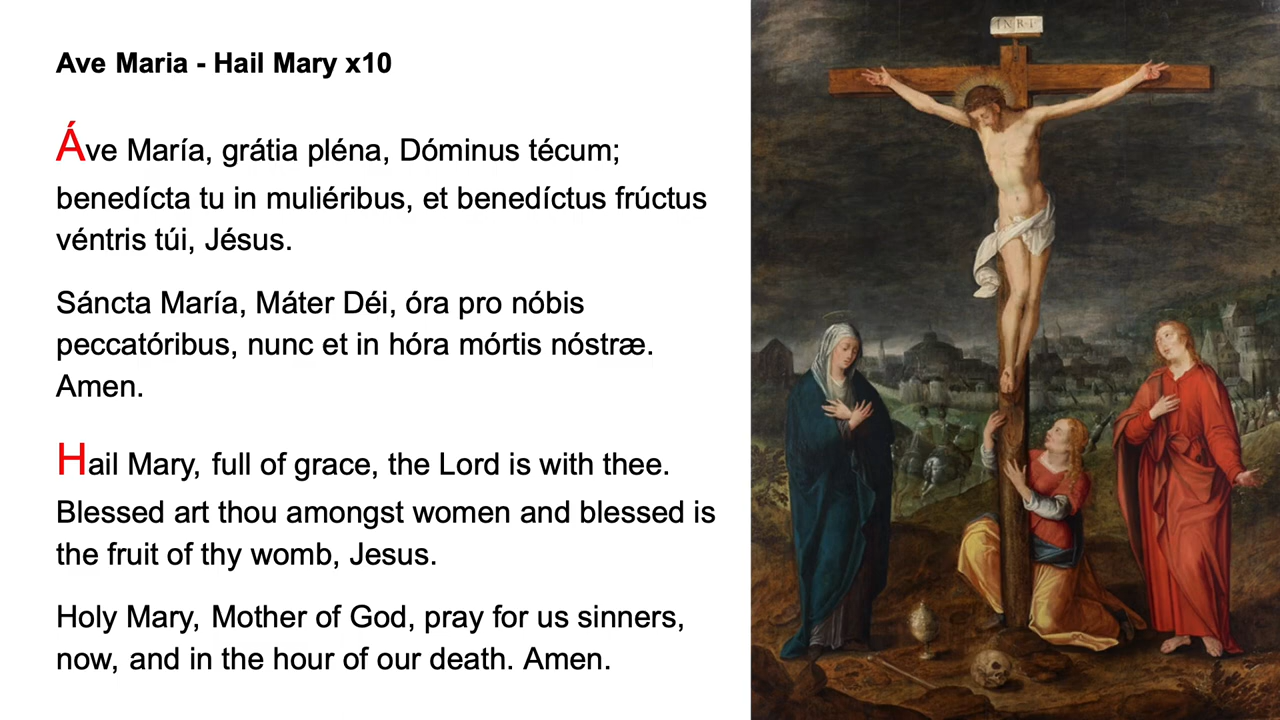 Ave Maria - Hail Mary x10
Áve María, grátia pléna, Dóminus técum;
benedícta tu in muliéribus, et benedíctus frúctus
véntris túi, Jésus.
Sáncta María, Máter Déi, óra pro nóbis
peccatóribus, nunc et in hóra mórtis nóstræ.
Amen.
Hail Mary, full of grace, the Lord is with thee.
Blessed art thou amongst women and blessed is
the fruit of thy womb, Jesus.
Holy Mary, Mother of God, pray for us sinners,
now, and in the hour of our death. Amen.
INRI